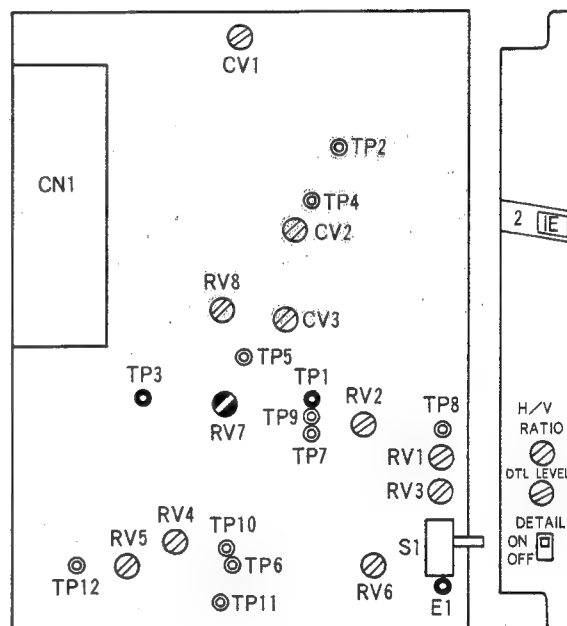 CV1
TP2
CN1
TP4
2 IE
CV2
RV8
CV3
TP5
TP3
TP1
RV2
H/V
RATIO
RV7
TP9
TP8
TP7
RV1
DTL LEVEL
RV3
RV4
TP10
DETAIL
ON
OFF
RV5
S1
TP6
TP12
RV6
TP11
E1